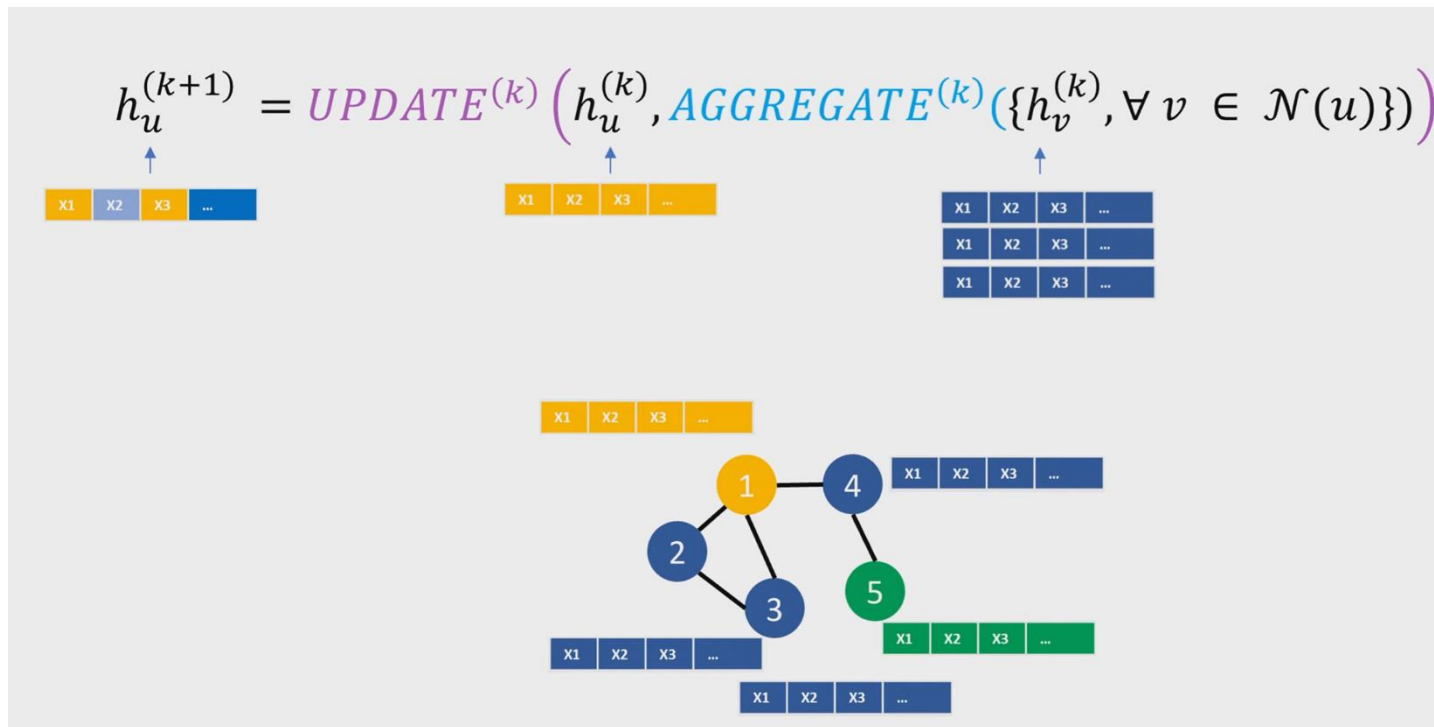 h_u^(k+1) = UPDATE^(k) (h_u^(k), AGGREGATE^(k)({h_v^(k), ∀ v ∈ 𝒩(u)}))
X1 X2 X3 ...
X1 X2 X3 ...
X1 X2 X3 ...
X1 X2 X3 ...
X1 X2 X3 ...
X1 X2 X3 ...
X1 X2 X3 ...
1
4
2
3
5
X1 X2 X3 ...
X1 X2 X3 ...
X1 X2 X3 ...